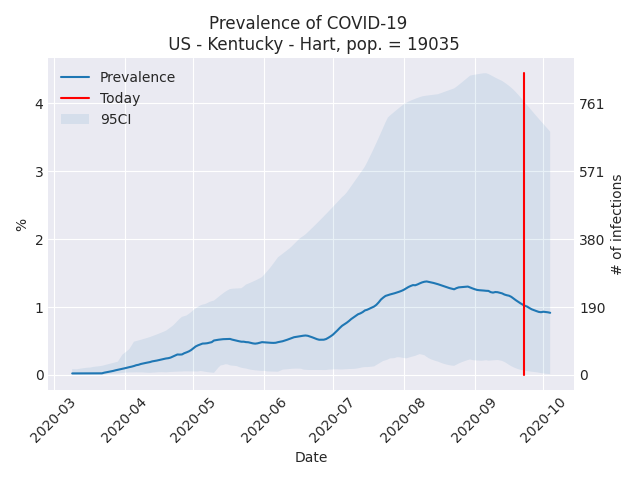 Prevalence of COVID-19
US - Kentucky - Hart, pop. = 19035
Prevalence
Today
95CI
4
3
2
1
0
%
761
571
380
190
0
# of infections
2020-03
2020-04
2020-05
2020-06
2020-07
2020-08
2020-09
2020-10
Date